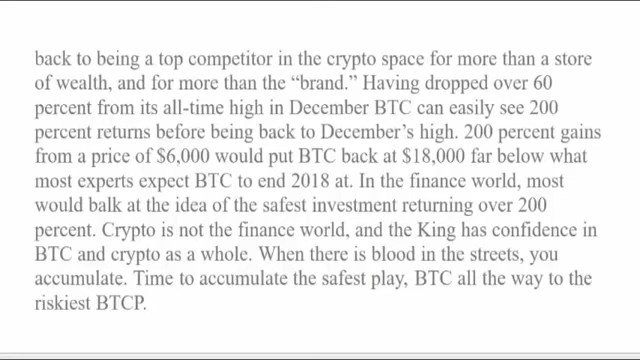 back to being a top competitor in the crypto space for more than a store
of wealth, and for more than the “brand.” Having dropped over 60
percent from its all-time high in December BTC can easily see 200
percent returns before being back to December’s high. 200 percent gains
from a price of $6,000 would put BTC back at $18,000 far below what
most experts expect BTC to end 2018 at. In the finance world, most
would balk at the idea of the safest investment returning over 200
percent. Crypto is not the finance world, and the King has confidence in
BTC and crypto as a whole. When there is blood in the streets, you
accumulate. Time to accumulate the safest play, BTC all the way to the
riskiest BTCP.